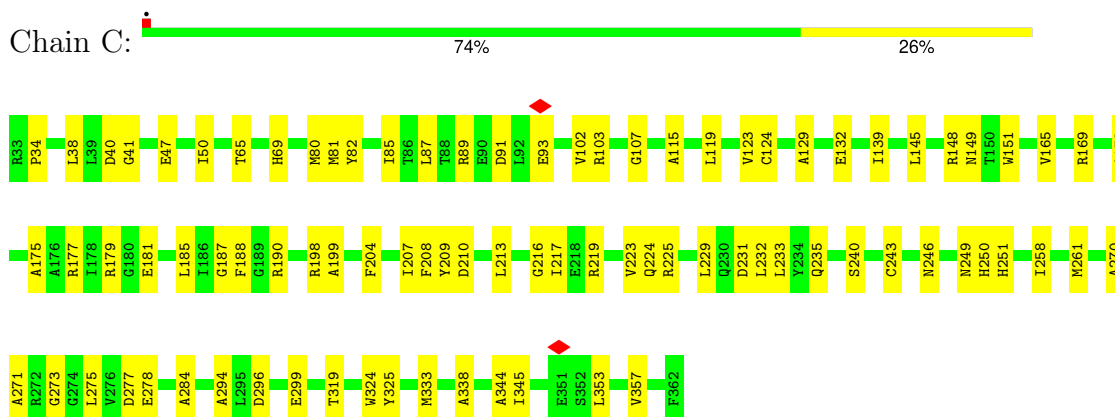 Chain C:
74% 26%
R33 P34 L38 L39 D40 G41 E47 I50 T65 H69 M80 M81 Y82 I85 T86 L87 T88 R89 E90 D91 L92 E93 V102 R103 G107 A115 L119 V123 C124 A129 E132 I139 L145 R148 N149 T150 W151 V165 R169
A175 A176 R177 I178 R179 G180 E181 L185 I186 G187 F188 G189 R190 R198 A199 F204 I207 F208 Y209 D210 L213 G216 I217 E218 R219 V223 Q224 R225 L229 Q230 D231 L232 L233 Y234 Q235 S240 C243 N246 N249 H250 H251 I258 M261 A270
A271 R272 G273 G274 L275 V276 D277 E278 A284 A294 L295 D296 E299 T319 W324 Y325 M333 A338 A344 I345 E351 S352 L353 V357 F362